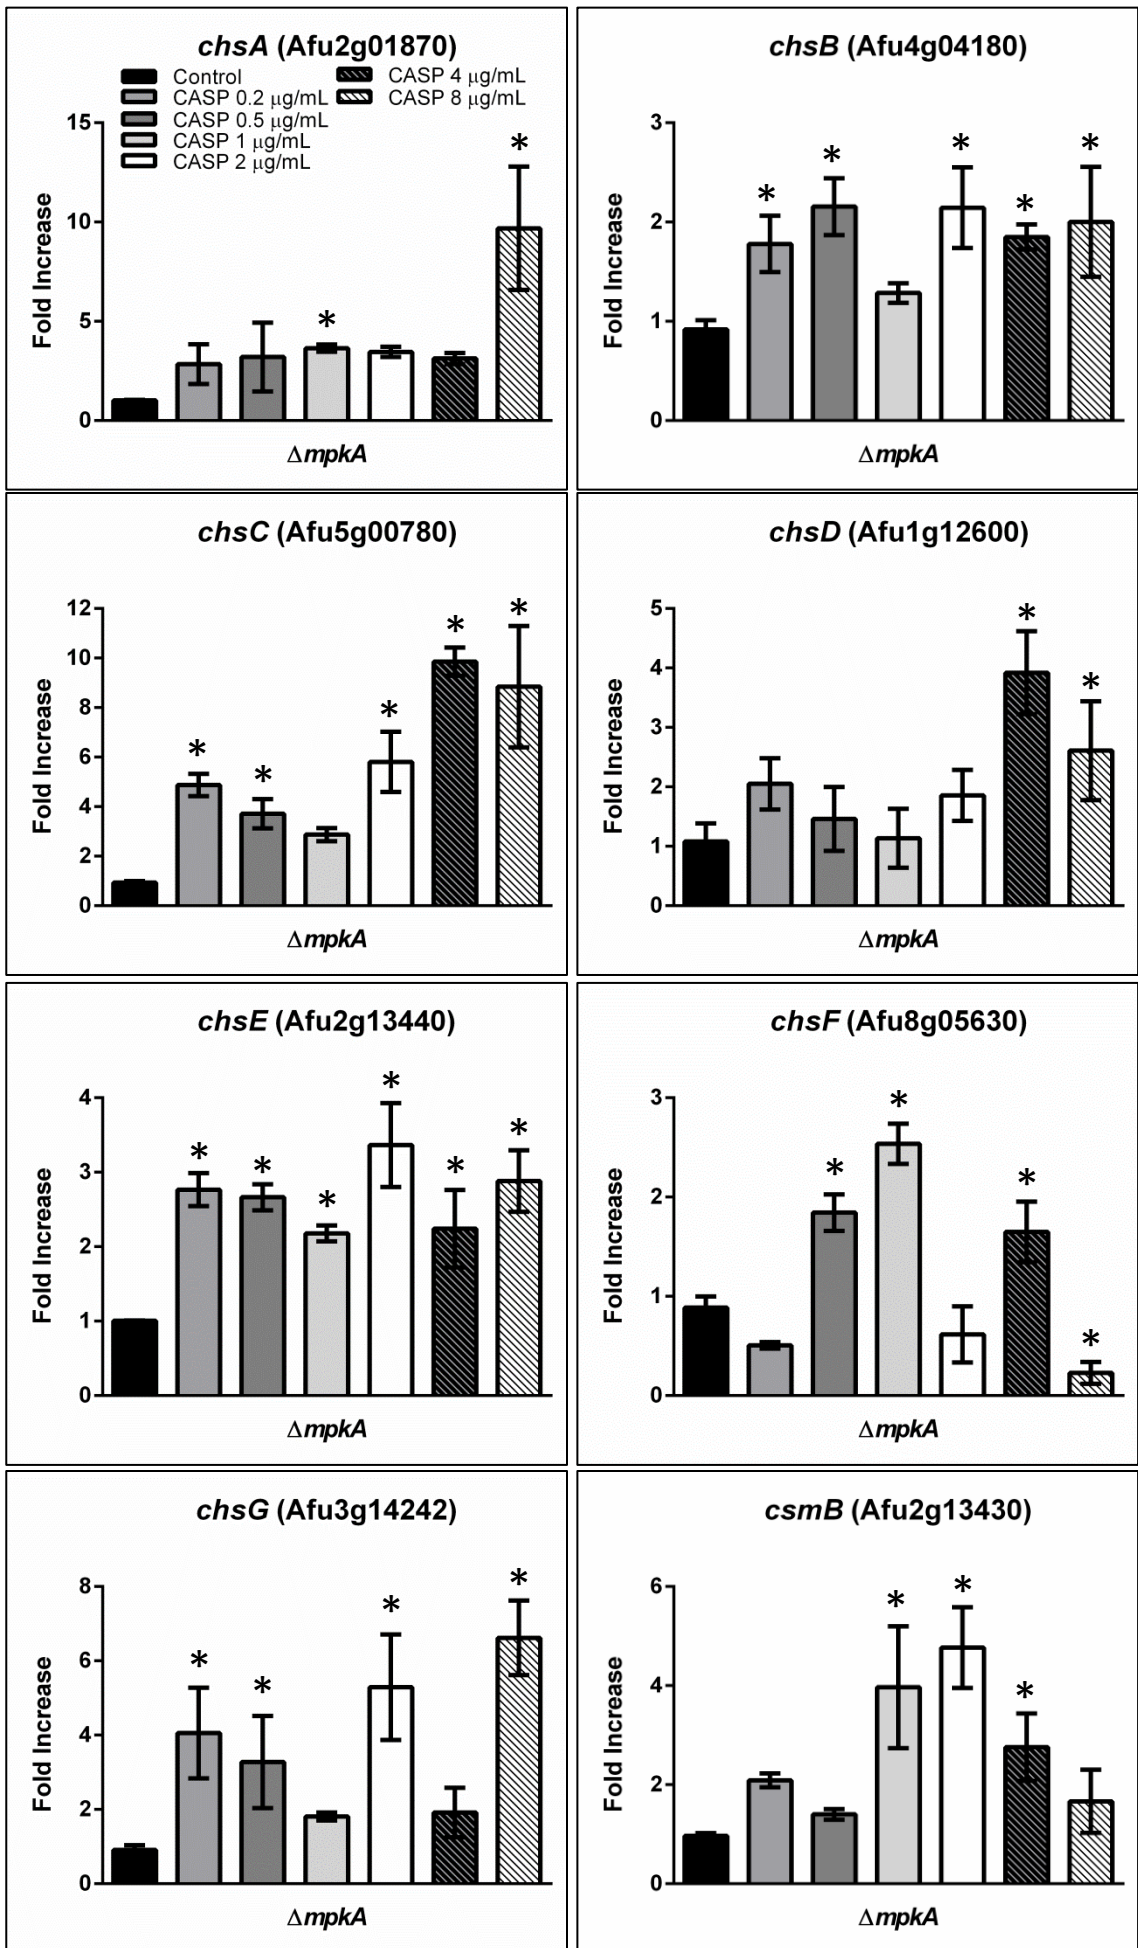 chsA (Afu2g01870)
Control
CASP 0.2 μg/mL
CASP 0.5 μg/mL
CASP 1 μg/mL
CASP 2 μg/mL
CASP 4 μg/mL
CASP 8 μg/mL
Fold Increase
15
10
5
0
*
*
ΔmpkA
chsB (Afu4g04180)
Fold Increase
3
2
1
0
*
*
*
*
*
ΔmpkA
chsC (Afu5g00780)
Fold Increase
12
10
8
6
4
2
0
*
*
*
*
*
ΔmpkA
chsD (Afu1g12600)
Fold Increase
5
4
3
2
1
0
*
*
ΔmpkA
chsE (Afu2g13440)
Fold Increase
4
3
2
1
0
*
*
*
*
*
*
ΔmpkA
chsF (Afu8g05630)
Fold Increase
3
2
1
0
*
*
*
*
ΔmpkA
chsG (Afu3g14242)
Fold Increase
8
6
4
2
0
*
*
*
*
ΔmpkA
csmB (Afu2g13430)
Fold Increase
6
4
2
0
*
*
*
ΔmpkA